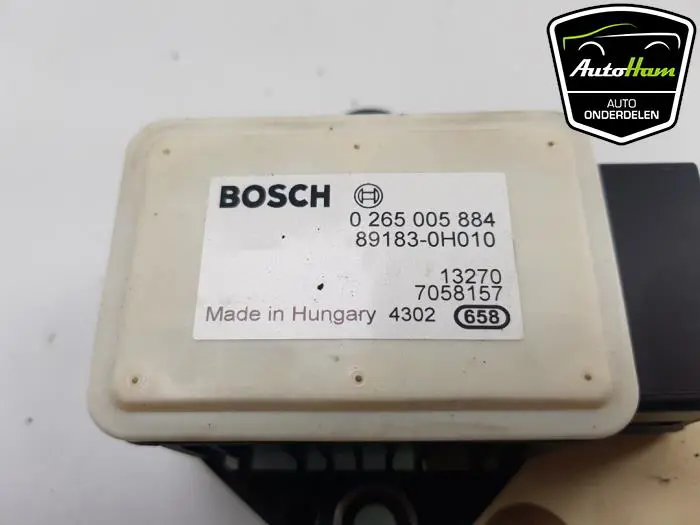 AutoHam
AUTO
ONDERDELEN
BOSCH
0 265 005 884
89183-0H010
13270
7058157
Made in Hungary 4302 658